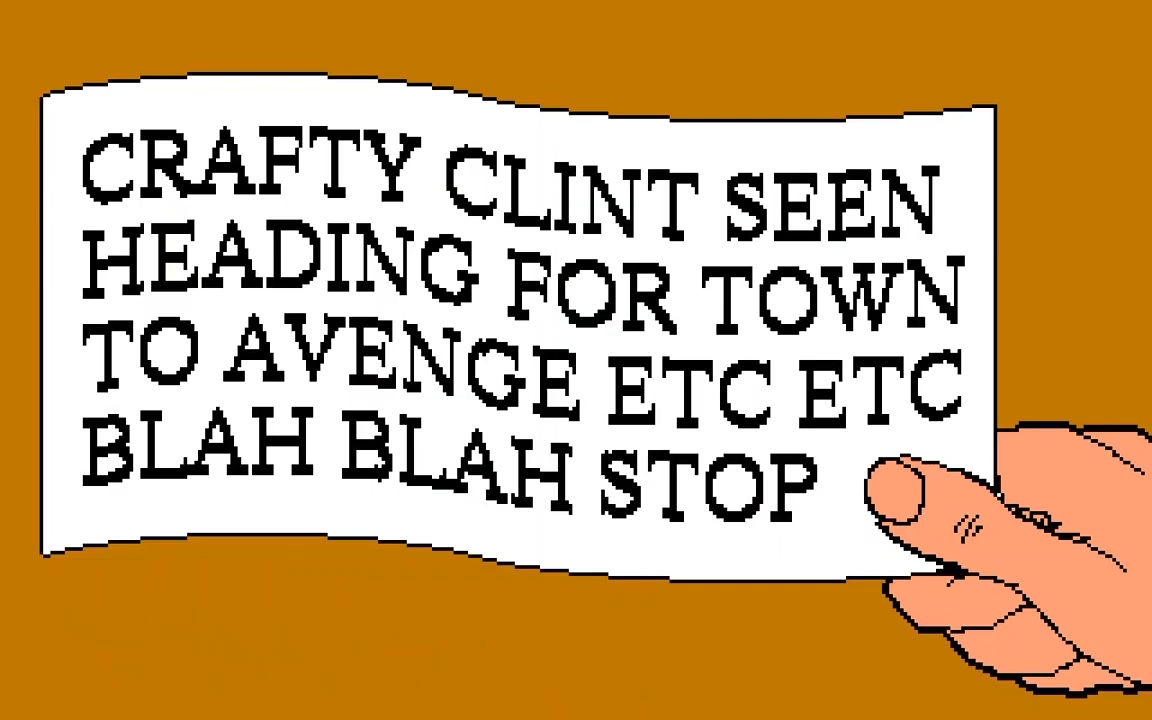 CRAFTY CLINT SEEN
HEADING FOR TOWN
TO AVENGE ETC ETC
BLAH BLAH STOP